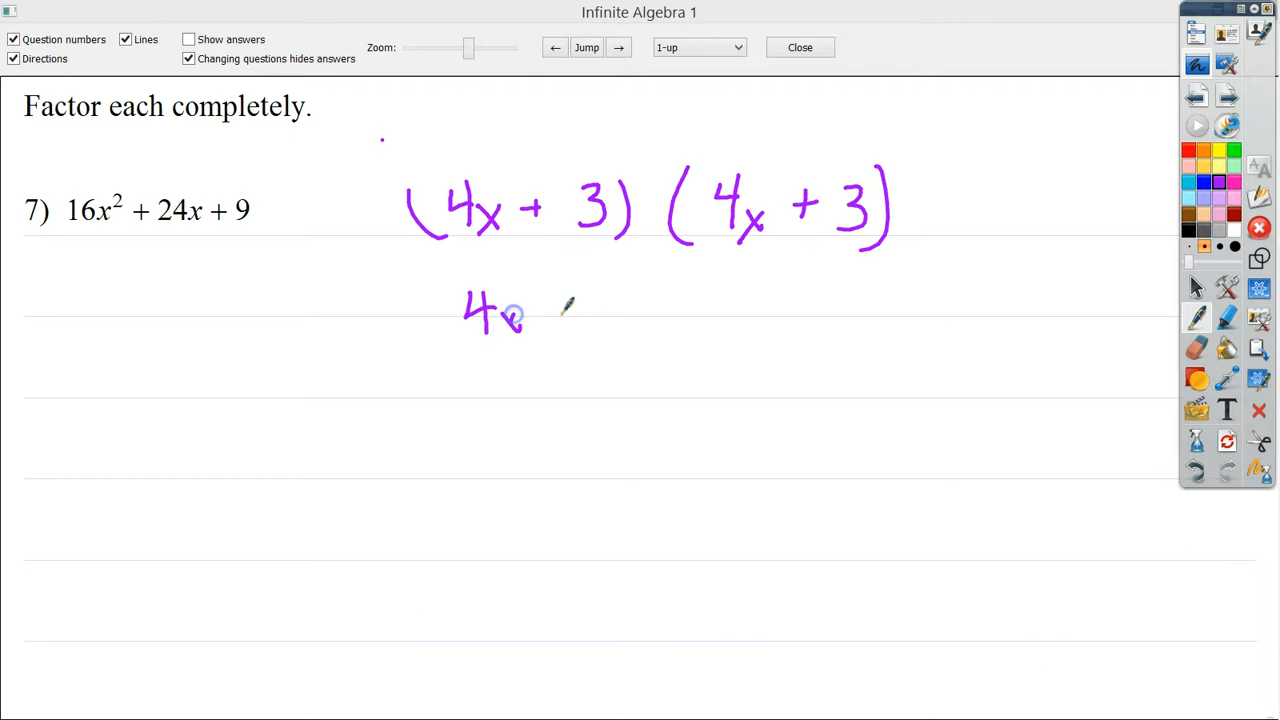 Infinite Algebra 1
Question numbers Lines Show answers Zoom: ← Jump → 1-up Close
Directions Changing questions hides answers
Factor each completely.
7) 16x² + 24x + 9 (4x + 3) (4x + 3)
4x